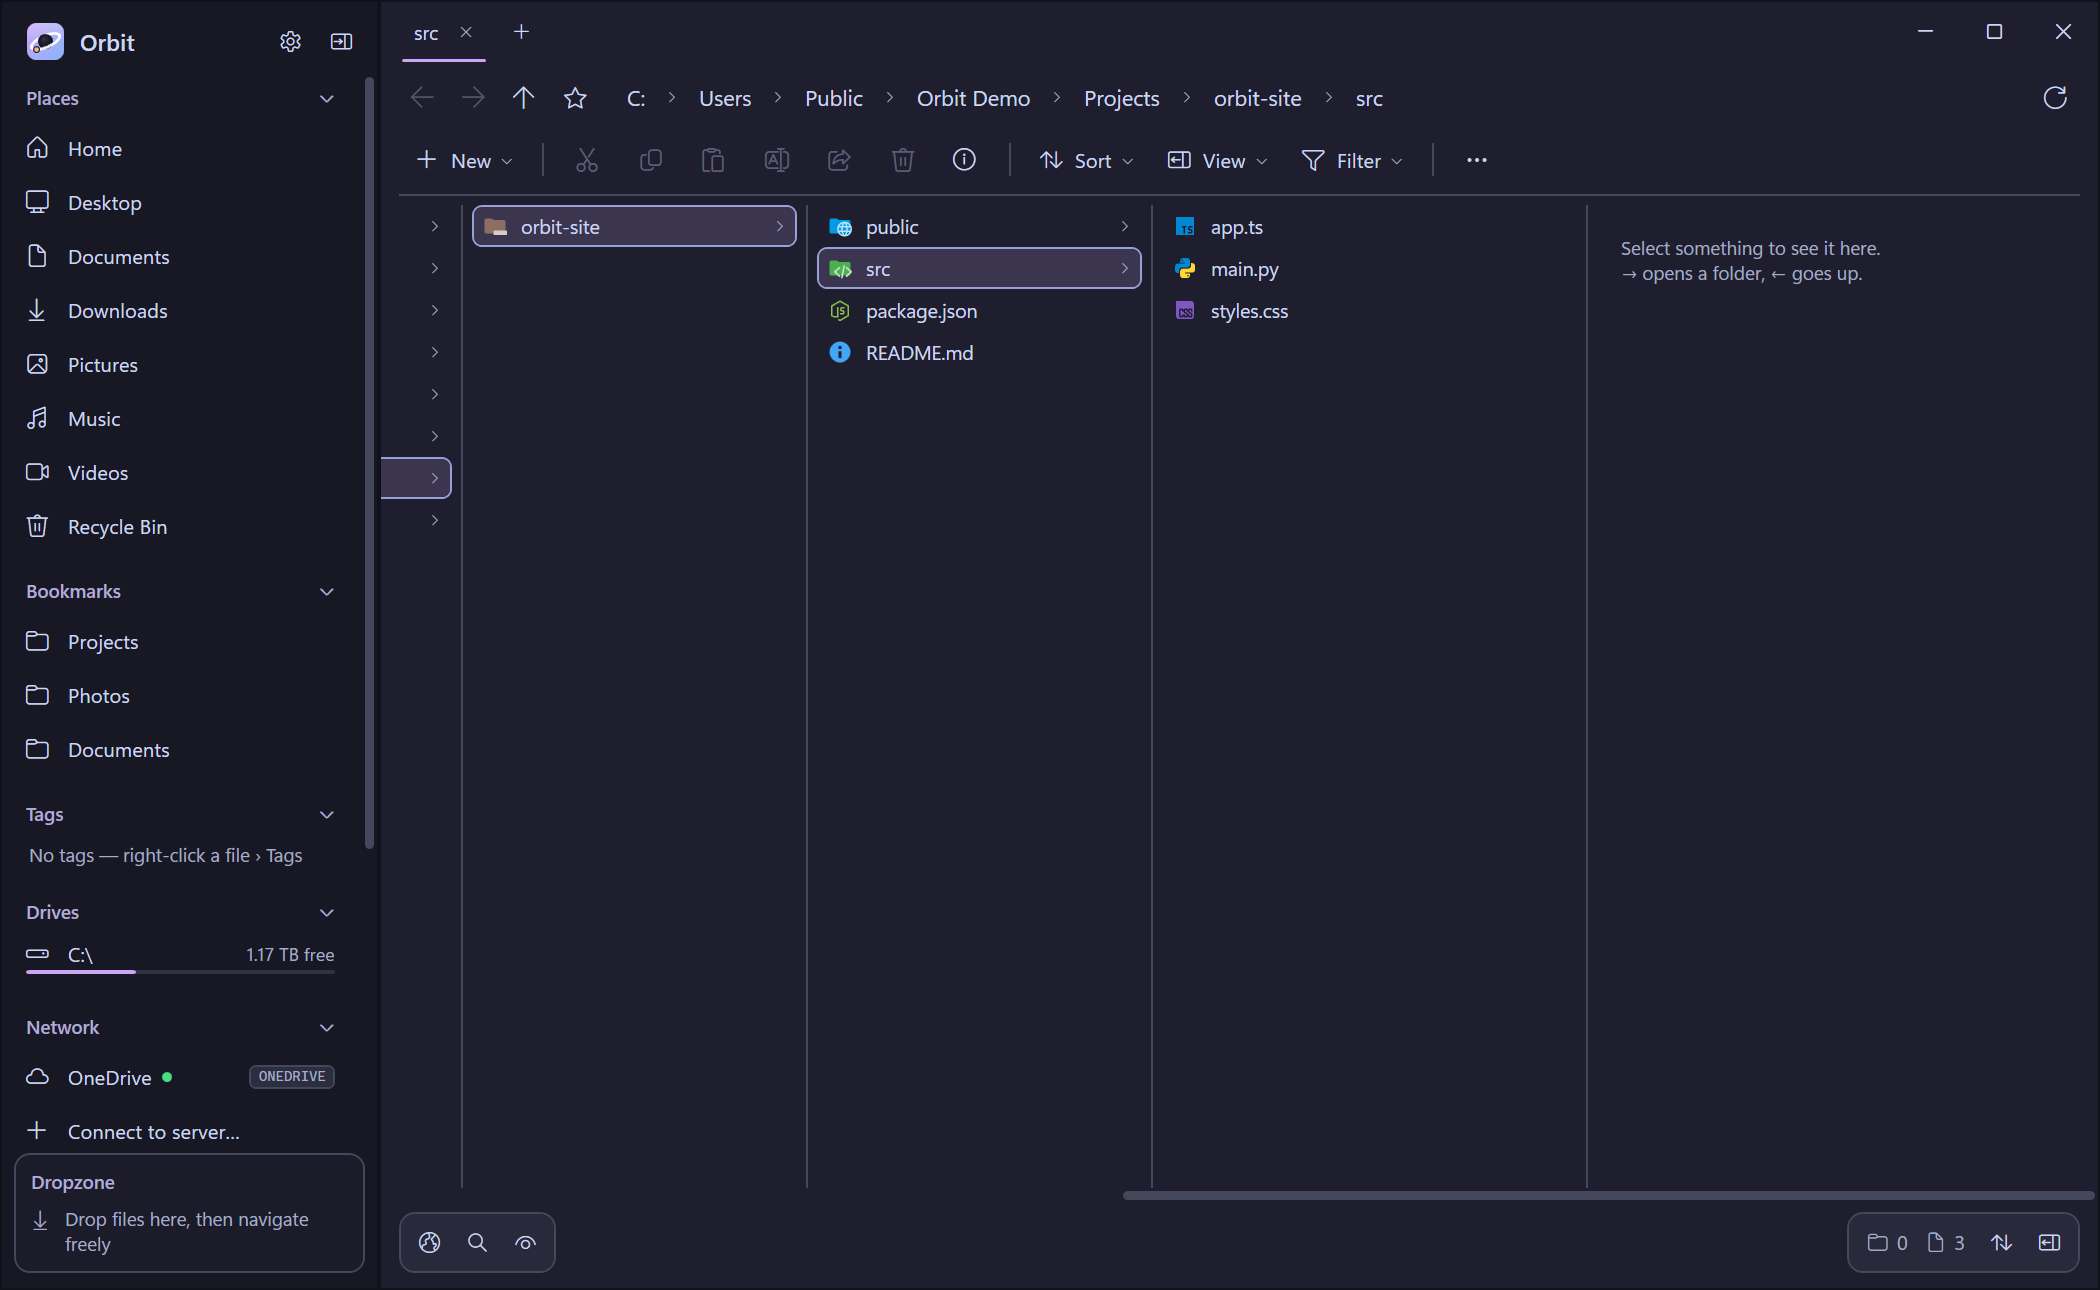 Orbit
Places
Home
Desktop
Documents
Downloads
Pictures
Music
Videos
Recycle Bin
Bookmarks
Projects
Photos
Documents
Tags
No tags — right-click a file › Tags
Drives
C:\ 1.17 TB free
Network
OneDrive ONEDRIVE
Connect to server...
Dropzone
Drop files here, then navigate
freely
src
C: Users Public Orbit Demo Projects orbit-site src
New Sort View Filter
orbit-site
public
src
package.json
README.md
app.ts
main.py
styles.css
Select something to see it here.
→ opens a folder, ← goes up.
0 3